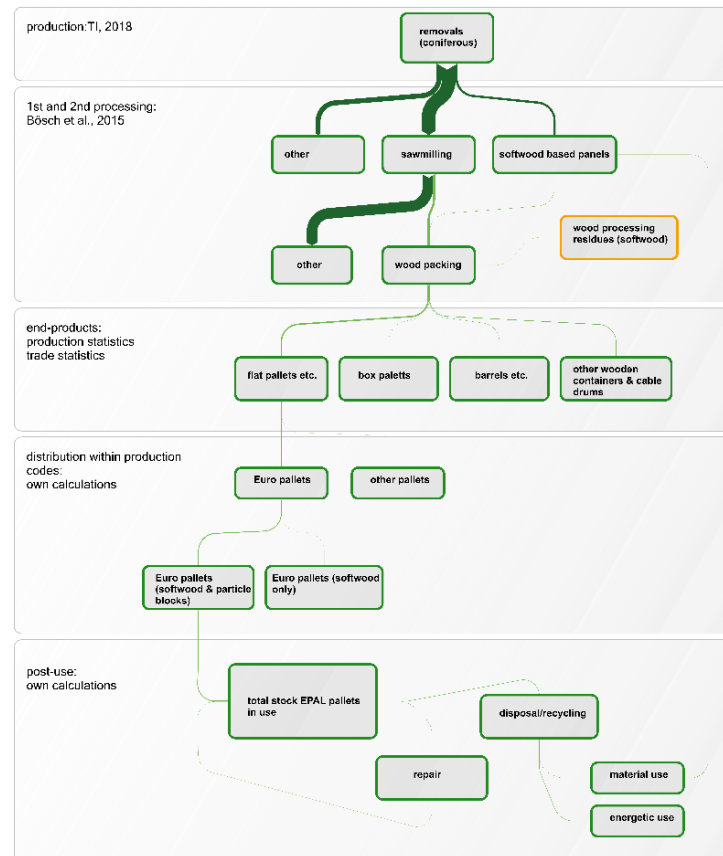 production:TI, 2018
removals
(coniferous)
1st and 2nd processing:
Bösch et al., 2015
other
sawmilling
softwood based panels
wood processing
residues (softwood)
other
wood packing
end-products:
production statistics
trade statistics
flat pallets etc.
box paletts
barrels etc.
other wooden
containers & cable
drums
distribution within production
codes:
own calculations
Euro pallets
other pallets
Euro pallets
(softwood & particle
blocks)
Euro pallets (softwood
only)
post-use:
own calculations
total stock EPAL pallets
in use
disposal/recycling
repair
material use
energetic use